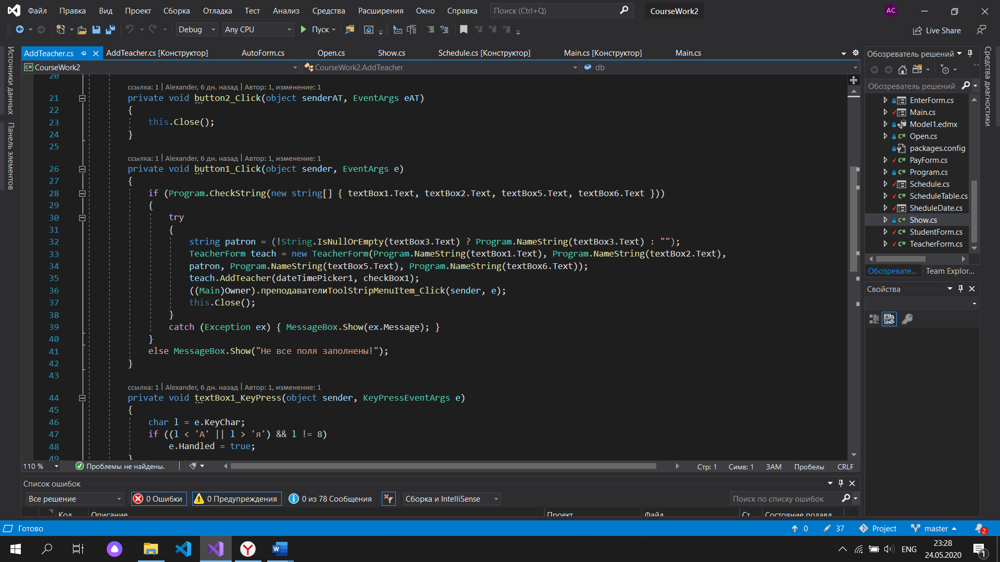 Файл Правка Вид Проект Сборка Отладка Тест Анализ Средства Расширения Окно Справка Поиск (Ctrl+Q) CourseWork2 AC
Debug Any CPU Пуск Live Share
AddTeacher.cs AddTeacher.cs [Конструктор] AutoForm.cs Open.cs Show.cs Schedule.cs [Конструктор] Main.cs [Конструктор] Main.cs
CourseWork2 CourseWork2.AddTeacher db
Источники данных
Панель элементов
20
ссылка: 1 | Alexander, 6 дн. назад | Автор: 1, изменение: 1
21 private void button2_Click(object senderAT, EventArgs eAT)
22 {
23 this.Close();
24 }
25
ссылка: 1 | Alexander, 6 дн. назад | Автор: 1, изменение: 1
26 private void button1_Click(object sender, EventArgs e)
27 {
28 if (Program.CheckString(new string[] { textBox1.Text, textBox2.Text, textBox5.Text, textBox6.Text }))
29 {
30 try
31 {
32 string patron = (!String.IsNullOrEmpty(textBox3.Text) ? Program.NameString(textBox3.Text) : "");
33 TeacherForm teach = new TeacherForm(Program.NameString(textBox1.Text), Program.NameString(textBox2.Text),
34 patron, Program.NameString(textBox5.Text), Program.NameString(textBox6.Text));
35 teach.AddTeacher(dateTimePicker1, checkBox1);
36 ((Main)Owner).преподавателиToolStripMenuItem_Click(sender, e);
37 this.Close();
38 }
39 catch (Exception ex) { MessageBox.Show(ex.Message); }
40 }
41 else MessageBox.Show("Не все поля заполнены!");
42 }
43
ссылка: 1 | Alexander, 6 дн. назад | Автор: 1, изменение: 1
44 private void textBox1_KeyPress(object sender, KeyPressEventArgs e)
45 {
46 char l = e.KeyChar;
47 if ((l < 'А' || l > 'я') && l != 8)
48 e.Handled = true;
49 }
110 % Проблемы не найдены. Стр: 1 Симв: 1 ЗАМ Пробелы CRLF
Список ошибок
Все решение 0 Ошибки 0 Предупреждения 0 из 78 Сообщения Сборка и IntelliSense Поиск по списку ошибок
Код Описание Проект Файл Ст Состояние подавл
Обозреватель решений
Обозреватель решений
EnterForm.cs
Main.cs
Model1.edmx
Open.cs
packages.config
PayForm.cs
Program.cs
Schedule.cs
ScheduleTable.cs
SheduleDate.cs
Show.cs
StudentForm.cs
TeacherForm.cs
Обозревате... Team Explor...
Свойства
Средства диагностики
Готово 0 37 Project master 2
ENG 23:28
24.05.2020 1